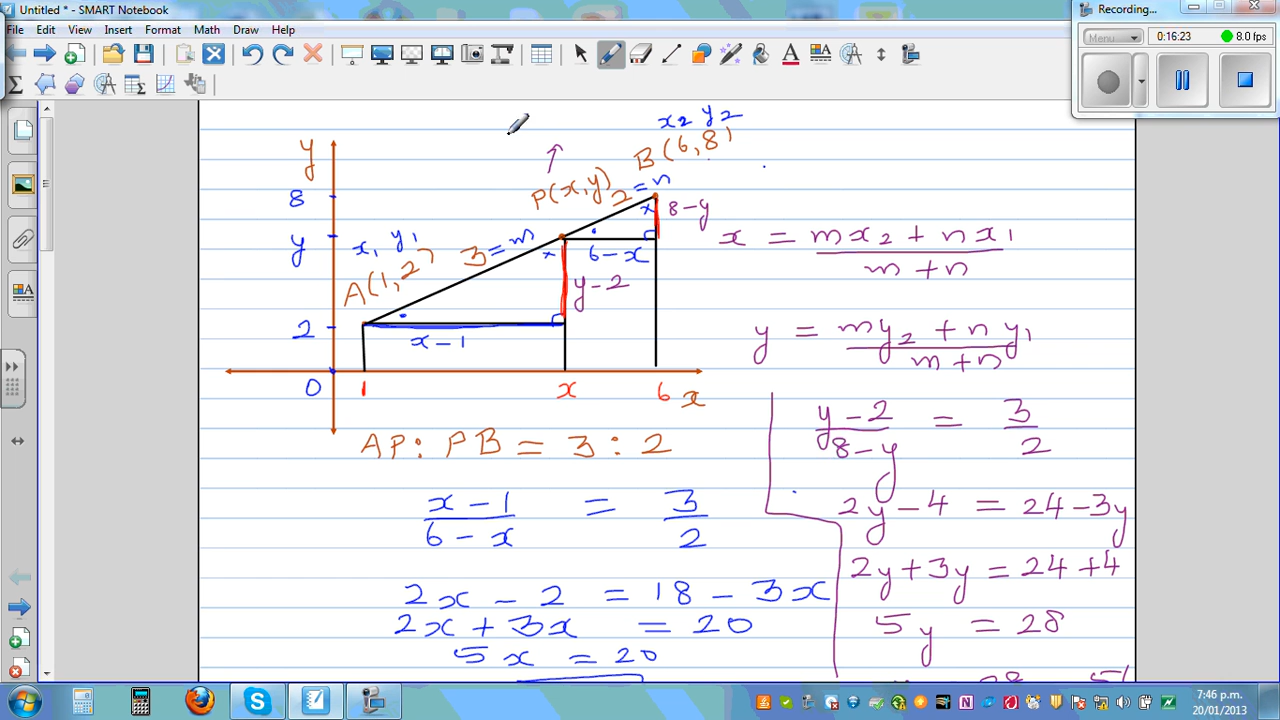 Untitled * - SMART Notebook
Recording...
File Edit View Insert Format Math Draw Help
Menu
0:16:23
8.0 fps
x2 y2
B(6,8)
y
P(x,y)
2 = n
8
8-y
y
x1 y1
3 = m
6-x
A(1,2)
y-2
2
x-1
0
1
x
6
x
x = mx2 + nx1
m + n
y = my2 + ny1
m + n
AP : PB = 3 : 2
x - 1 = 3
6 - x 2
2x - 2 = 18 - 3x
2x + 3x = 20
5x = 20
y - 2 = 3
8 - y 2
2y - 4 = 24 - 3y
2y + 3y = 24 + 4
5y = 28
7:46 p.m.
20/01/2013